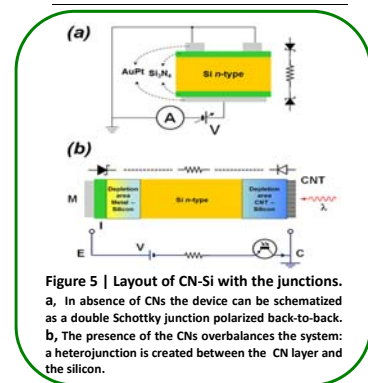 (a)
AuPt Si₃N₄
Si n-type
A
V
(b)
CNT
M
Depletion
area
Metal –
Silicon
Si n-type
Depletion
area
CNT –
Silicon
λ
I
E
V
C
Figure 5 | Layout of CN-Si with the junctions.
a, In absence of CNs the device can be schematized
as a double Schottky junction polarized back-to-back.
b, The presence of the CNs overbalances the system:
a heterojunction is created between the CN layer and
the silicon.